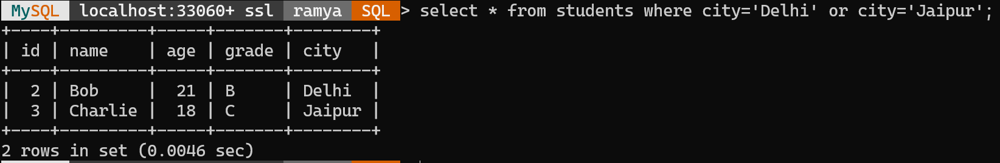 MySQL localhost:33060+ ssl ramya SQL > select * from students where city='Delhi' or city='Jaipur';
+----+---------+-----+-------+--------+
| id | name    | age | grade | city   |
+----+---------+-----+-------+--------+
|  2 | Bob     |  21 | B     | Delhi  |
|  3 | Charlie |  18 | C     | Jaipur |
+----+---------+-----+-------+--------+
2 rows in set (0.0046 sec)